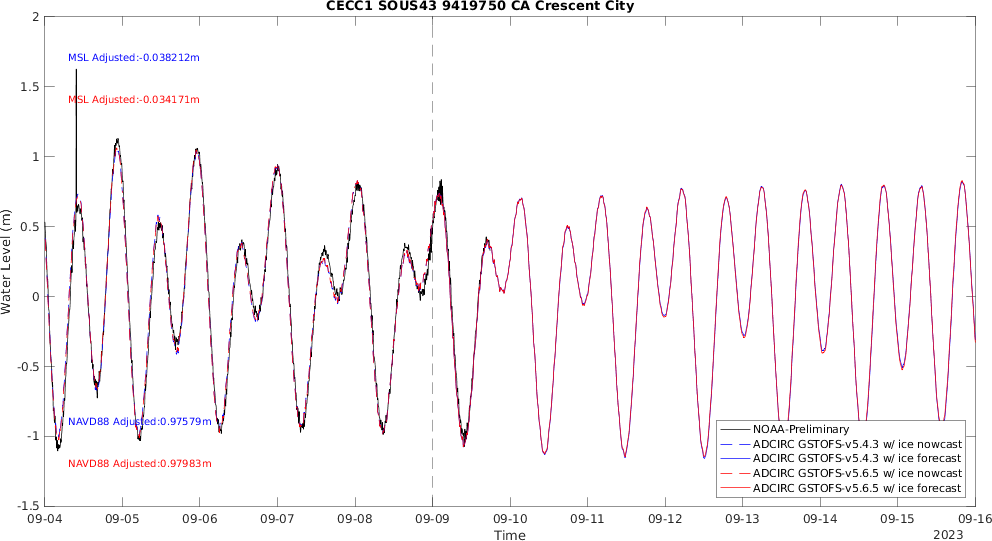 CECC1 SOUS43 9419750 CA Crescent City
2
1.5
1
0.5
0
-0.5
-1
-1.5
Water Level (m)
MSL Adjusted:-0.038212m
MSL Adjusted:-0.034171m
NAVD88 Adjusted:0.97579m
NAVD88 Adjusted:0.97983m
NOAA-Preliminary
ADCIRC GSTOFS-v5.4.3 w/ ice nowcast
ADCIRC GSTOFS-v5.4.3 w/ ice forecast
ADCIRC GSTOFS-v5.6.5 w/ ice nowcast
ADCIRC GSTOFS-v5.6.5 w/ ice forecast
09-04 09-05 09-06 09-07 09-08 09-09 09-10 09-11 09-12 09-13 09-14 09-15 09-16
Time
2023